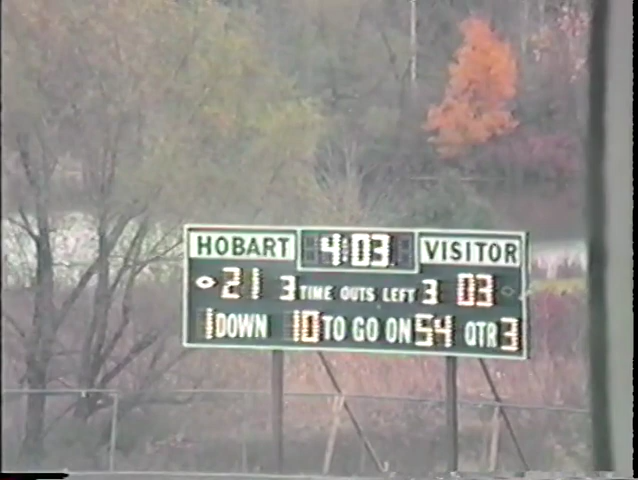 HOBART 4:03 VISITOR
21 3 TIME OUTS LEFT 3 03
1 DOWN 10 TO GO ON 54 QTR 3